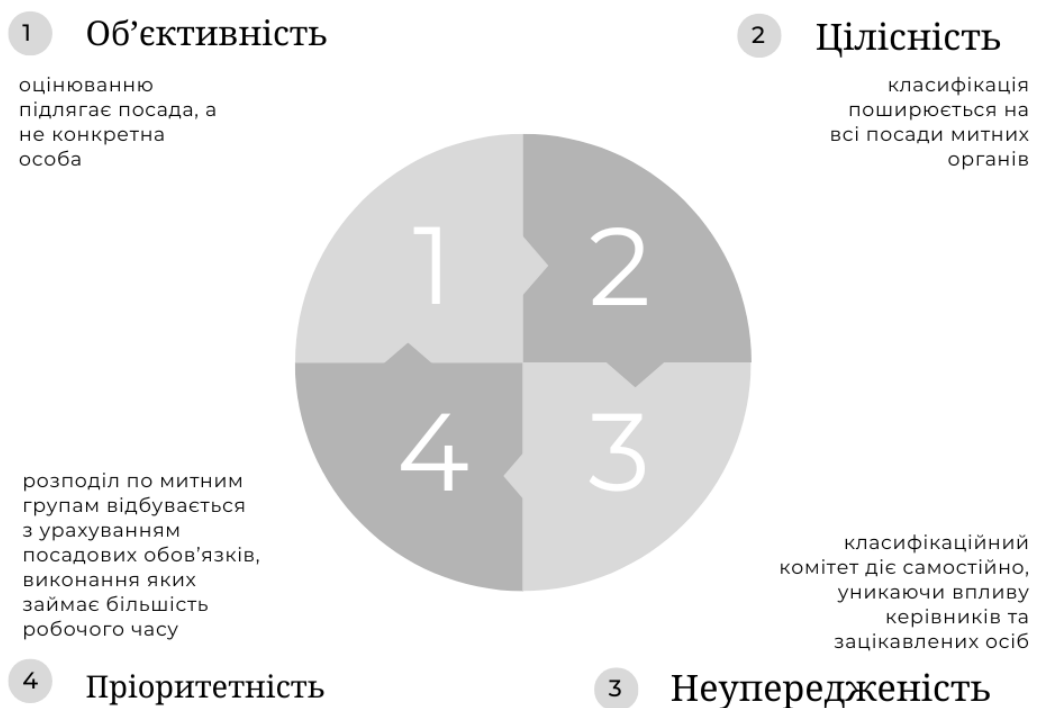 1 Об’єктивність
оцінюванню
підлягає посада, а
не конкретна
особа
2 Цілісність
класифікація
поширюється на
всі посади митних
органів
1
2
4
3
розподіл по митним
групам відбувається
з урахуванням
посадових обов’язків,
виконання яких
займає більшість
робочого часу
4 Пріоритетність
класифікаційний
комітет діє самостійно,
уникаючи впливу
керівників та
зацікавлених осіб
3 Неупередженість